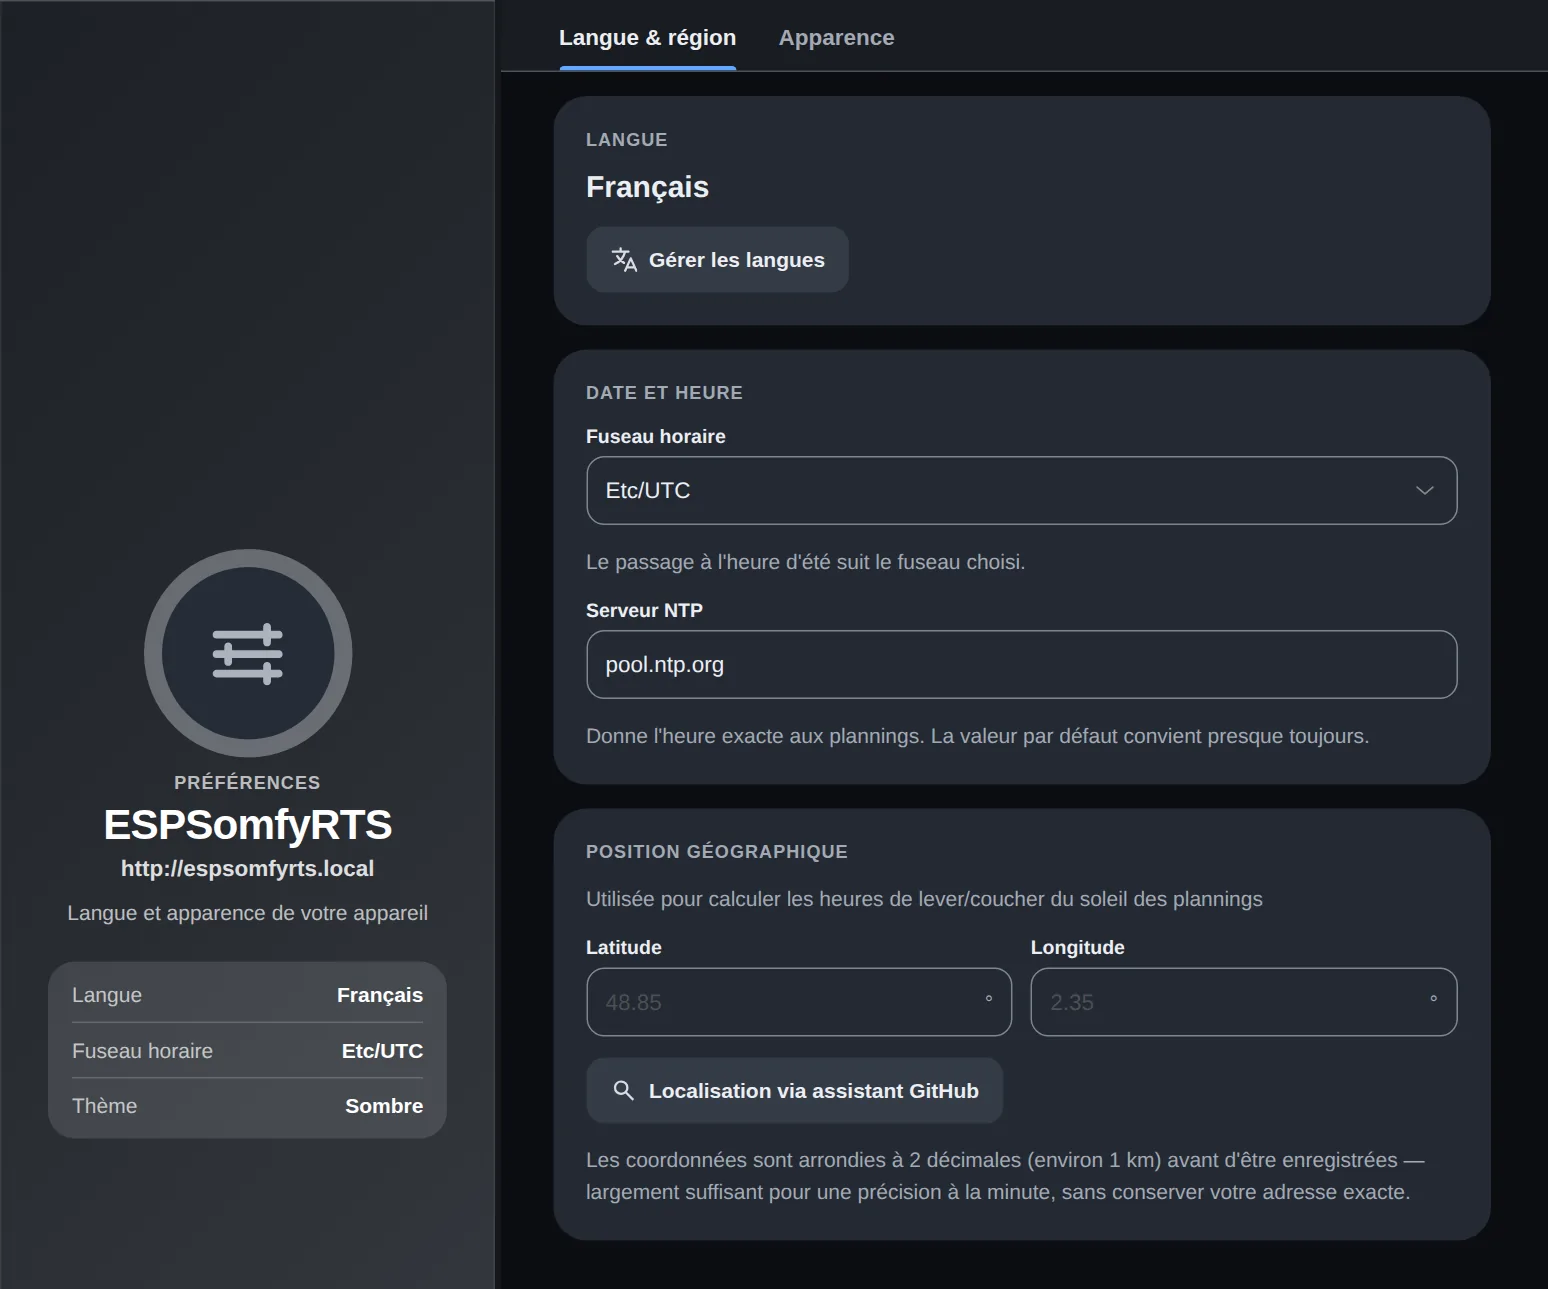 PRÉFÉRENCES
ESPSomfyRTS
http://espsomfyrts.local
Langue et apparence de votre appareil
Langue Français
Fuseau horaire Etc/UTC
Thème Sombre
Langue & région Apparence
LANGUE
Français
Gérer les langues
DATE ET HEURE
Fuseau horaire
Etc/UTC
Le passage à l'heure d'été suit le fuseau choisi.
Serveur NTP
pool.ntp.org
Donne l'heure exacte aux plannings. La valeur par défaut convient presque toujours.
POSITION GÉOGRAPHIQUE
Utilisée pour calculer les heures de lever/coucher du soleil des plannings
Latitude Longitude
48.85 ° 2.35 °
Localisation via assistant GitHub
Les coordonnées sont arrondies à 2 décimales (environ 1 km) avant d'être enregistrées —
largement suffisant pour une précision à la minute, sans conserver votre adresse exacte.